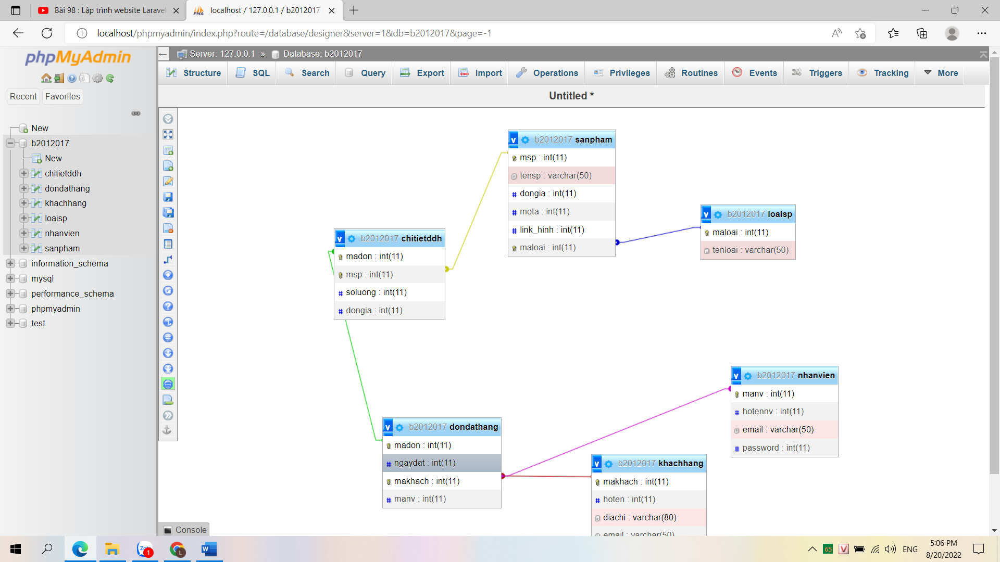 Bài 98 : Lập trình website Laravel
localhost / 127.0.0.1 / b2012017
localhost/phpmyadmin/index.php?route=/database/designer&server=1&db=b2012017&page=-1
phpMyAdmin
Recent
Favorites
New
b2012017
New
chitietddh
dondathang
khachhang
loaisp
nhanvien
sanpham
information_schema
mysql
performance_schema
phpmyadmin
test
Server: 127.0.0.1 » Database: b2012017
Structure
SQL
Search
Query
Export
Import
Operations
Privileges
Routines
Events
Triggers
Tracking
More
Untitled *
b2012017 sanpham
msp : int(11)
tensp : varchar(50)
dongia : int(11)
mota : int(11)
link_hinh : int(11)
maloai : int(11)
b2012017 loaisp
maloai : int(11)
tenloai : varchar(50)
b2012017 chitietddh
madon : int(11)
msp : int(11)
soluong : int(11)
dongia : int(11)
b2012017 nhanvien
manv : int(11)
hotennv : int(11)
email : varchar(50)
password : int(11)
b2012017 dondathang
madon : int(11)
ngaydat : int(11)
makhach : int(11)
manv : int(11)
b2012017 khachhang
makhach : int(11)
hoten : int(11)
diachi : varchar(80)
email : varchar(50)
Console
1
65
ENG
5:06 PM
8/20/2022